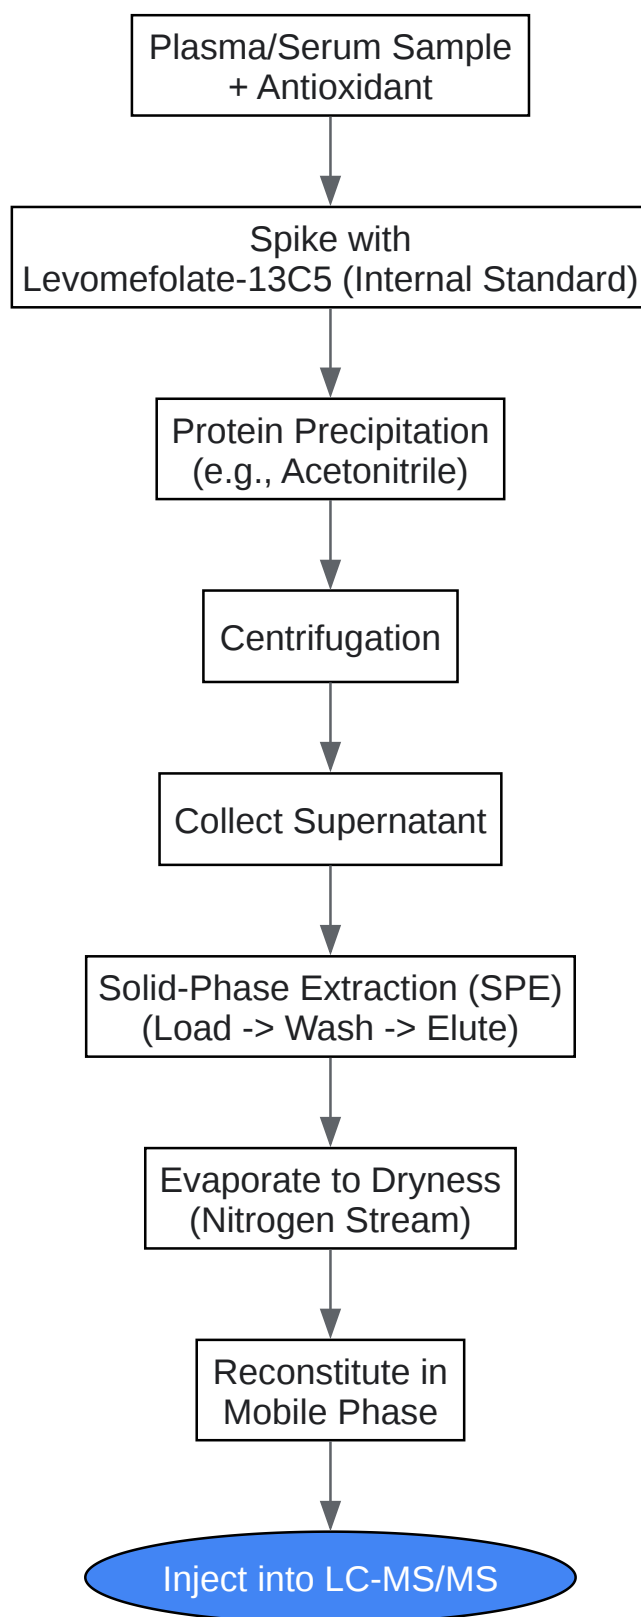 Plasma/Serum Sample
+ Antioxidant
Spike with
Levomefolate-13C5 (Internal Standard)
Protein Precipitation
(e.g., Acetonitrile)
Centrifugation
Collect Supernatant
Solid-Phase Extraction (SPE)
(Load -> Wash -> Elute)
Evaporate to Dryness
(Nitrogen Stream)
Reconstitute in
Mobile Phase
Inject into LC-MS/MS